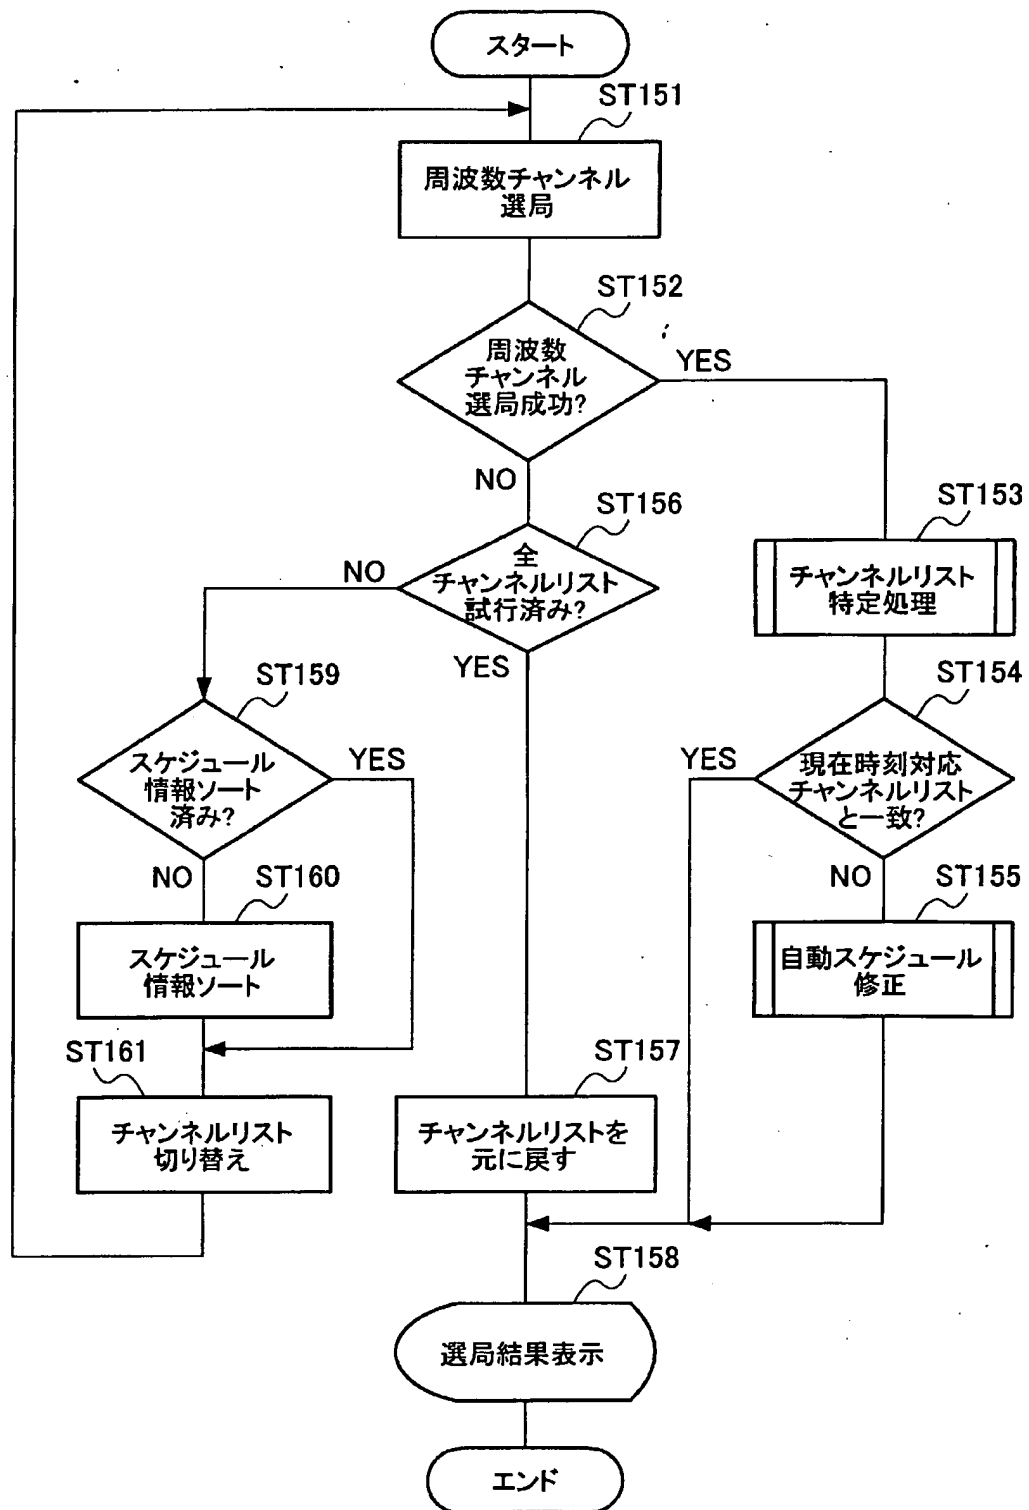 スタート
ST151
周波数チャンネル
選局
ST152
周波数
チャンネル
選局成功?
YES
NO
ST153
チャンネルリスト
特定処理
ST156
全
チャンネルリスト
試行済み?
NO
YES
ST154
現在時刻対応
チャンネルリスト
と一致?
YES
NO
ST159
スケジュール
情報ソート
済み?
YES
NO
ST155
自動スケジュール
修正
ST160
スケジュール
情報ソート
ST161
チャンネルリスト
切り替え
ST157
チャンネルリストを
元に戻す
ST158
選局結果表示
エンド